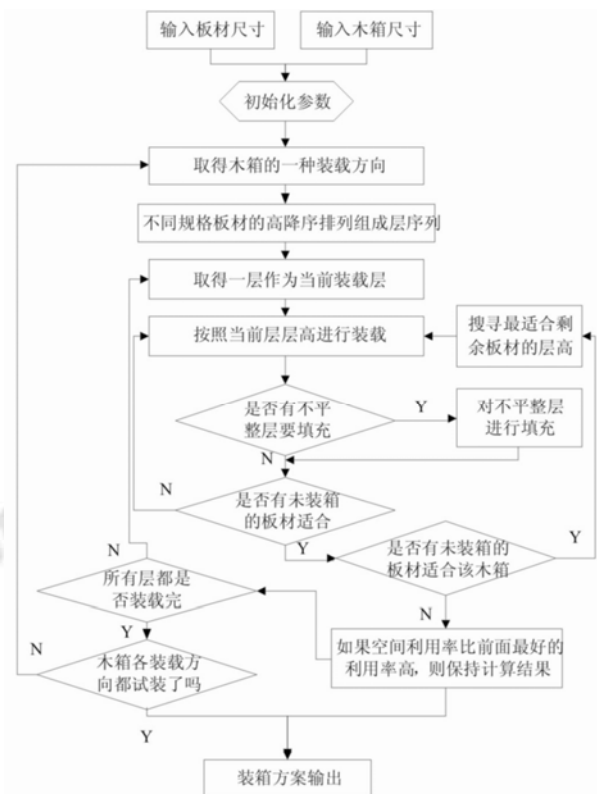 输入板材尺寸
输入木箱尺寸
初始化参数
取得木箱的一种装载方向
不同规格板材的高降序排列组成层序列
取得一层作为当前装载层
按照当前层层高进行装载
搜寻最适合剩
余板材的层高
是否有不平
整层要填充
Y
对不平整层
进行填充
N
N
是否有未装箱
的板材适合
Y
是否有未装箱的
板材适合该木箱
Y
N
所有层都是
否装载完
N
Y
如果空间利用率比前面最好的
利用率高，则保持计算结果
N
木箱各装载方
向都试装了吗
Y
装箱方案输出